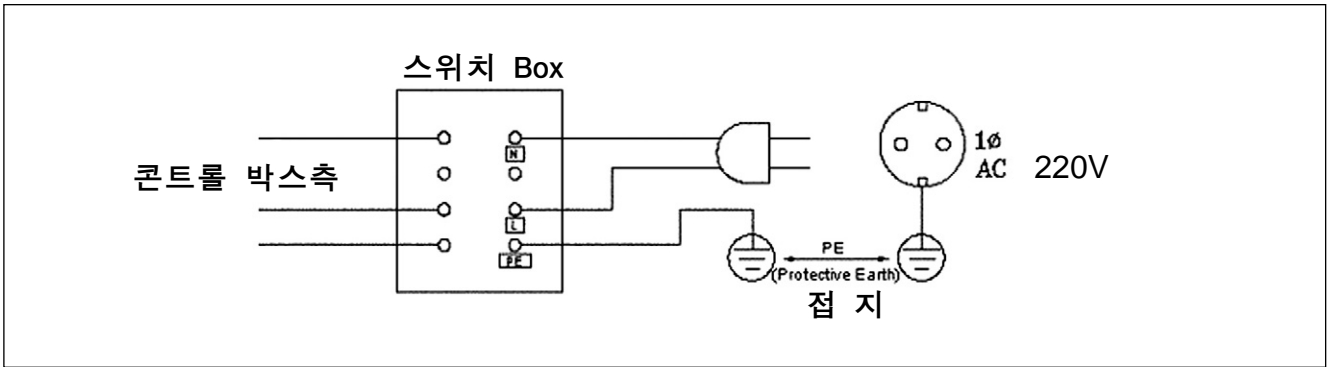 스위치 Box
콘트롤 박스측
N
L
PE
1ø
AC 220V
PE
(Protective Earth)
접 지